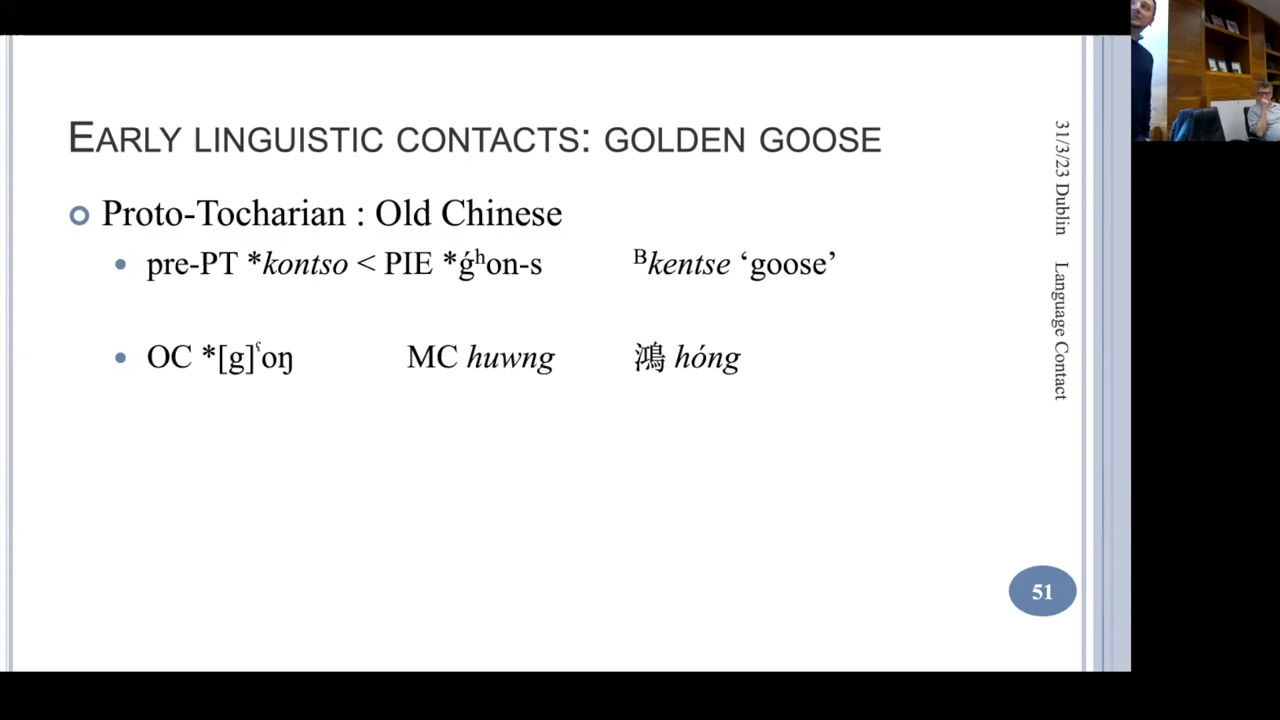 EARLY LINGUISTIC CONTACTS: GOLDEN GOOSE
Proto-Tocharian : Old Chinese
pre-PT *kontso < PIE *ǵʰon-s ᴮkentse ‘goose’
OC *[g]ˤoŋ MC huwng 鴻 hóng
31/3/23 Dublin Language Contact
51